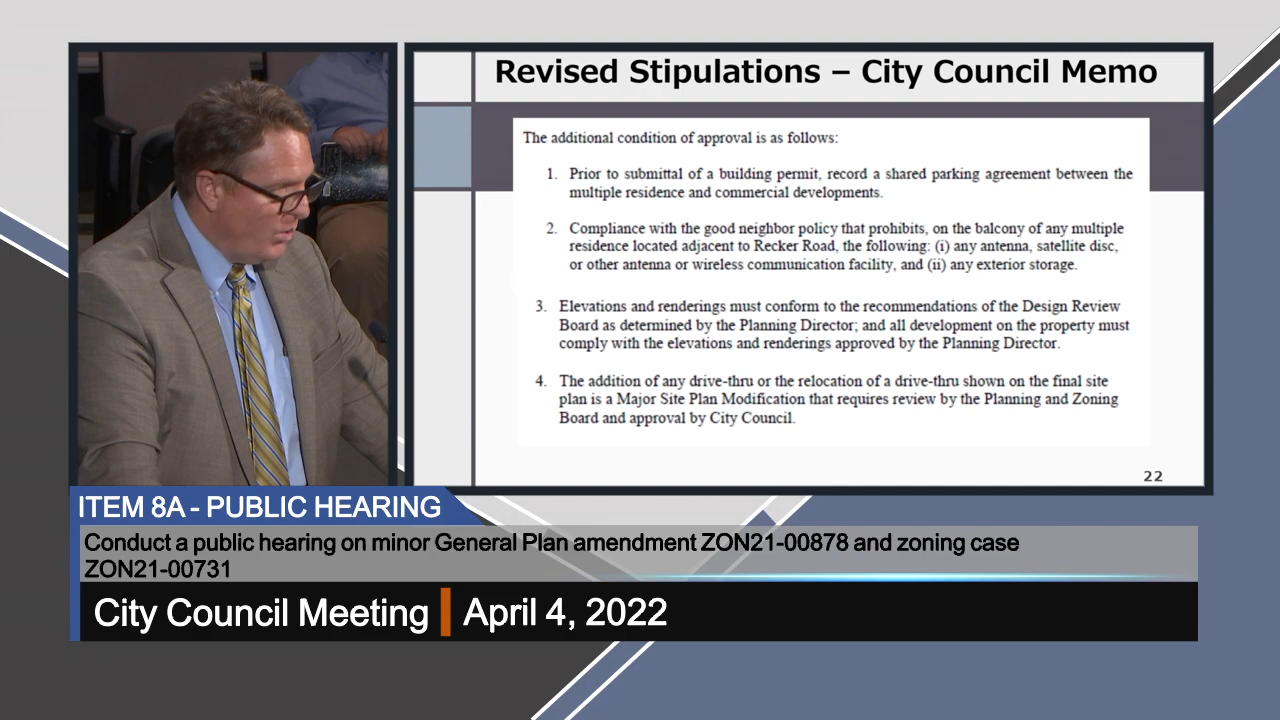 Revised Stipulations – City Council Memo
The additional condition of approval is as follows:
1. Prior to submittal of a building permit, record a shared parking agreement between the
multiple residence and commercial developments.
2. Compliance with the good neighbor policy that prohibits, on the balcony of any multiple
residence located adjacent to Recker Road, the following: (i) any antenna, satellite disc,
or other antenna or wireless communication facility, and (ii) any exterior storage.
3. Elevations and renderings must conform to the recommendations of the Design Review
Board as determined by the Planning Director; and all development on the property must
comply with the elevations and renderings approved by the Planning Director.
4. The addition of any drive-thru or the relocation of a drive-thru shown on the final site
plan is a Major Site Plan Modification that requires review by the Planning and Zoning
Board and approval by City Council.
22
ITEM 8A - PUBLIC HEARING
Conduct a public hearing on minor General Plan amendment ZON21-00878 and zoning case
ZON21-00731
City Council Meeting
April 4, 2022